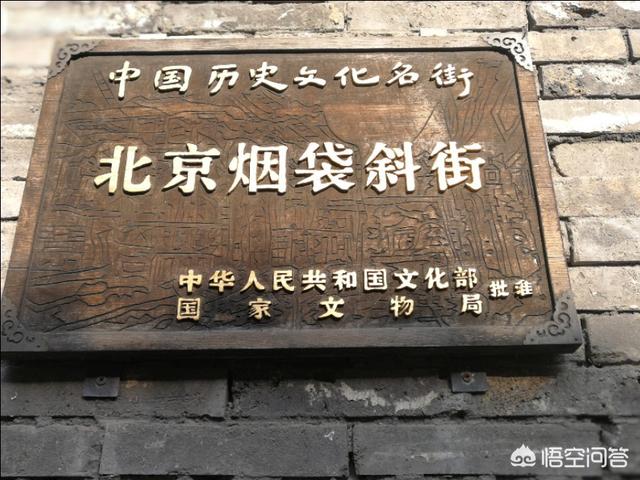 中国历史文化名街
北京烟袋斜街
中华人民共和国文化部
国家文物局
批准
悟空问答